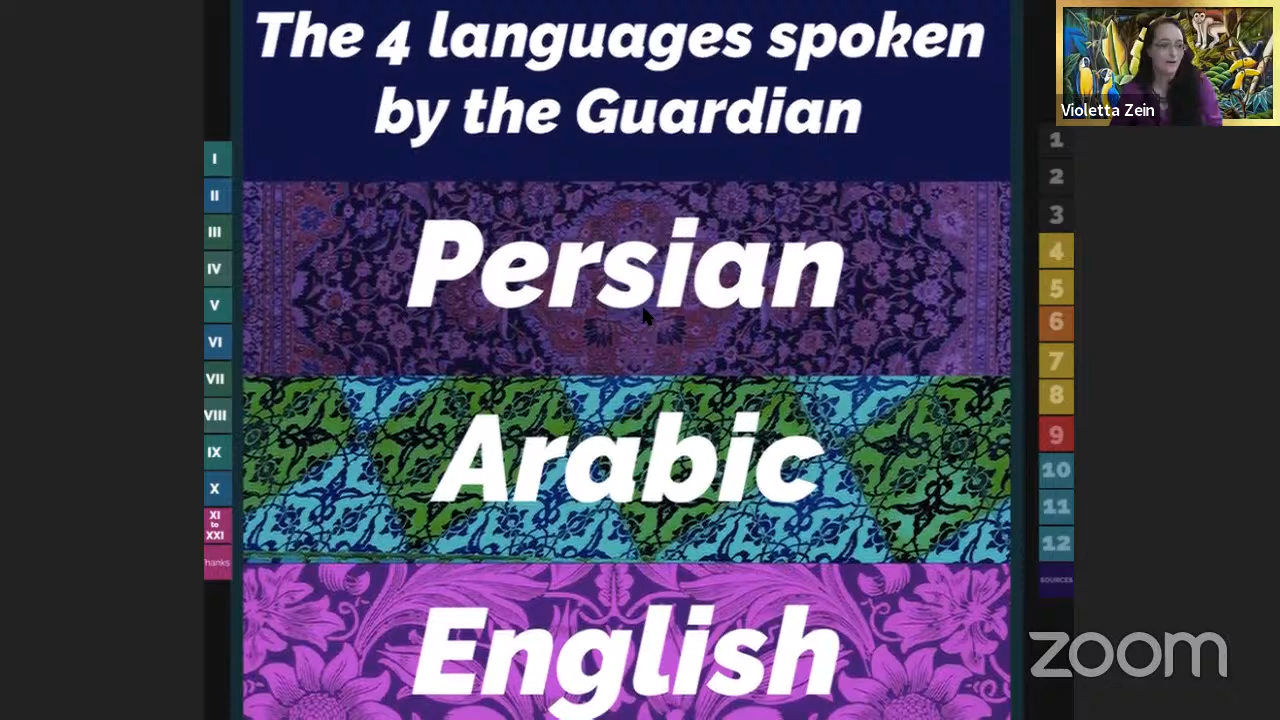 The 4 languages spoken
by the Guardian
Persian
Arabic
English
I
II
III
IV
V
VI
VII
VIII
IX
X
XI
to
XXI
hanks
1
2
3
4
5
6
7
8
9
10
11
12
SOURCES
Violetta Zein
zoom